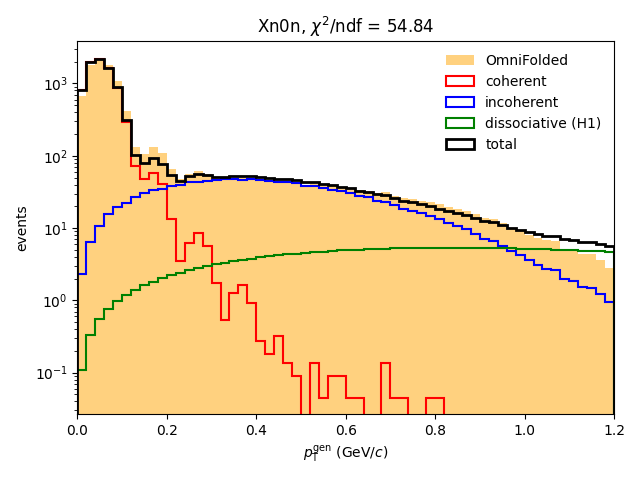 Xn0n, χ²/ndf = 54.84
events
10³
10²
10¹
10⁰
10⁻¹
OmniFolded
coherent
incoherent
dissociative (H1)
total
0.0 0.2 0.4 0.6 0.8 1.0 1.2
p_T^gen (GeV/c)